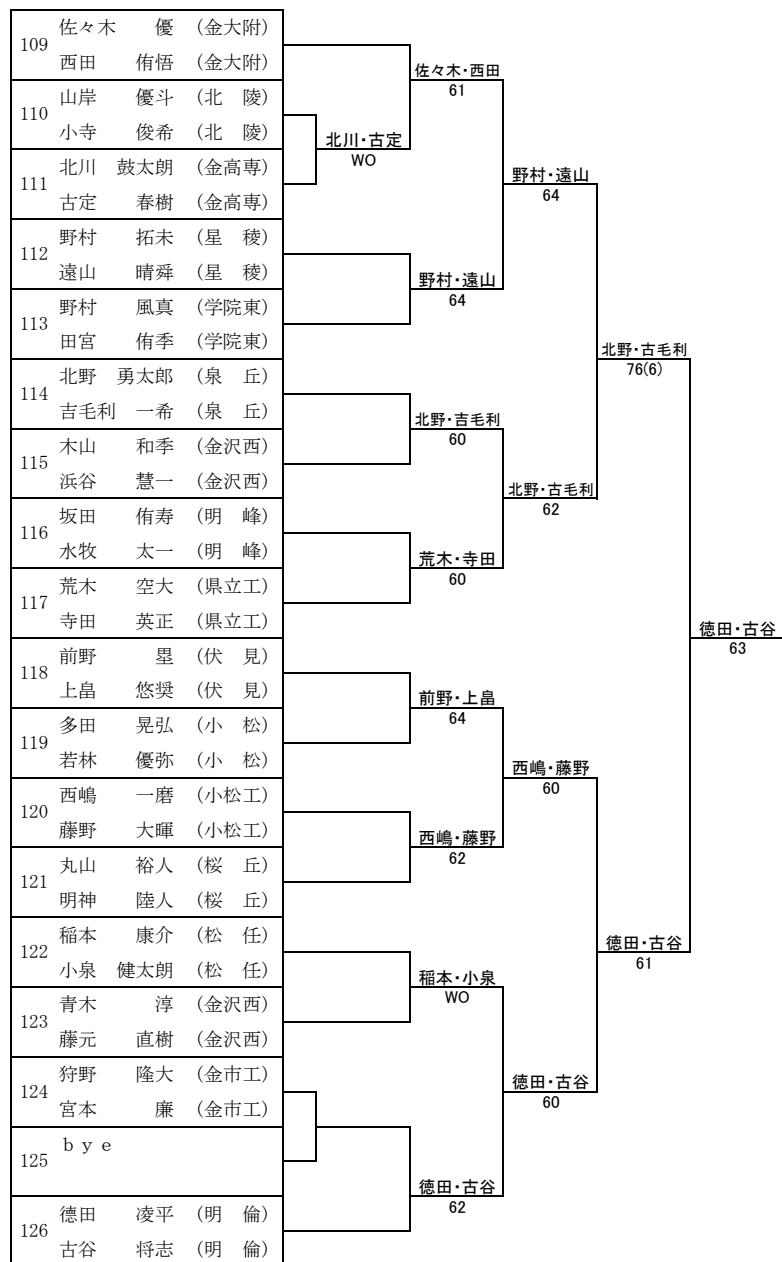 109
佐々木 優 (金大附)
西田 侑悟 (金大附)
110
山岸 優斗 (北 陵)
小寺 俊希 (北 陵)
111
北川 鼓太朗 (金高専)
古定 春樹 (金高専)
112
野村 拓未 (星 稜)
遠山 晴舜 (星 稜)
113
野村 風真 (学院東)
田宮 侑季 (学院東)
114
北野 勇太郎 (泉 丘)
吉毛利 一希 (泉 丘)
115
木山 和季 (金沢西)
浜谷 慧一 (金沢西)
116
坂田 侑寿 (明 峰)
水牧 太一 (明 峰)
117
荒木 空大 (県立工)
寺田 英正 (県立工)
118
前野 塁 (伏 見)
上畠 悠奨 (伏 見)
119
多田 晃弘 (小 松)
若林 優弥 (小 松)
120
西嶋 一磨 (小松工)
藤野 大暉 (小松工)
121
丸山 裕人 (桜 丘)
明神 陸人 (桜 丘)
122
稲本 康介 (松 任)
小泉 健太朗 (松 任)
123
青木 淳 (金沢西)
藤元 直樹 (金沢西)
124
狩野 隆大 (金市工)
宮本 廉 (金市工)
125
bye
126
德田 凌平 (明 倫)
古谷 将志 (明 倫)
北川・古定
WO
佐々木・西田
61
野村・遠山
64
北野・吉毛利
60
荒木・寺田
60
前野・上畠
64
西嶋・藤野
62
稲本・小泉
WO
德田・古谷
62
野村・遠山
64
北野・古毛利
62
西嶋・藤野
60
德田・古谷
60
北野・古毛利
76(6)
德田・古谷
61
德田・古谷
63